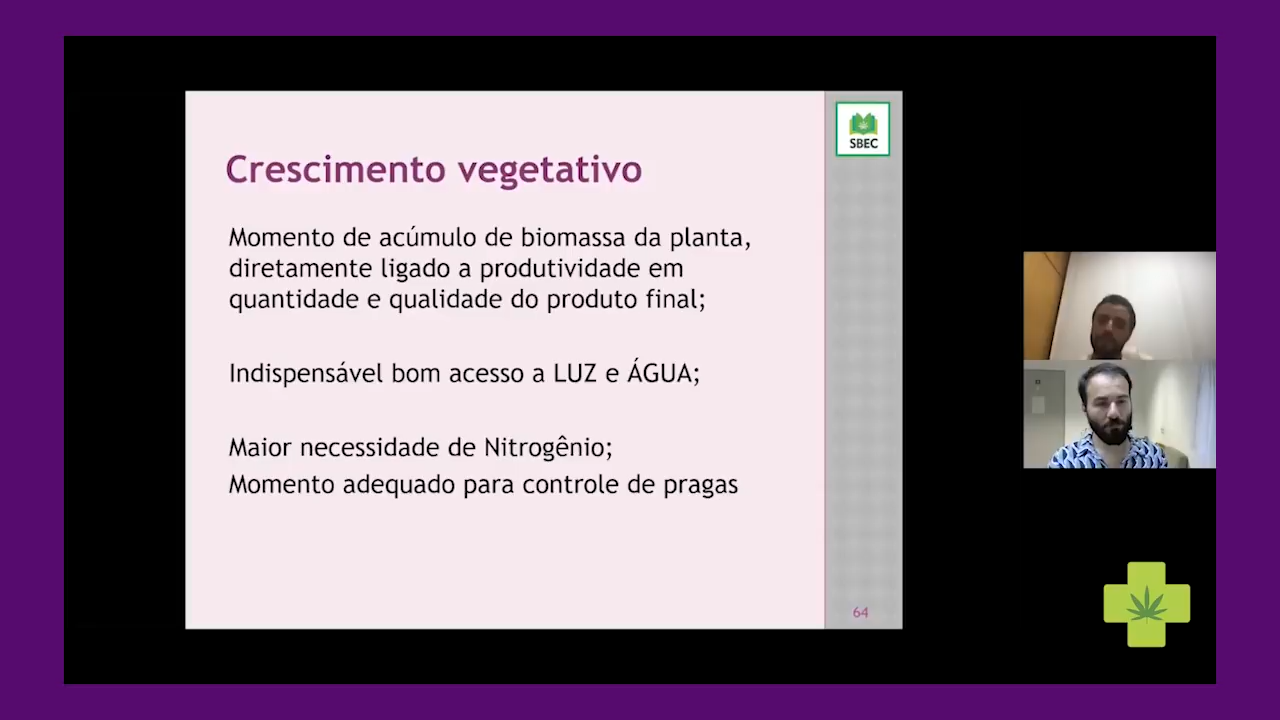 SBEC
Crescimento vegetativo
Momento de acúmulo de biomassa da planta,
diretamente ligado a produtividade em
quantidade e qualidade do produto final;
Indispensável bom acesso a LUZ e ÁGUA;
Maior necessidade de Nitrogênio;
Momento adequado para controle de pragas
64